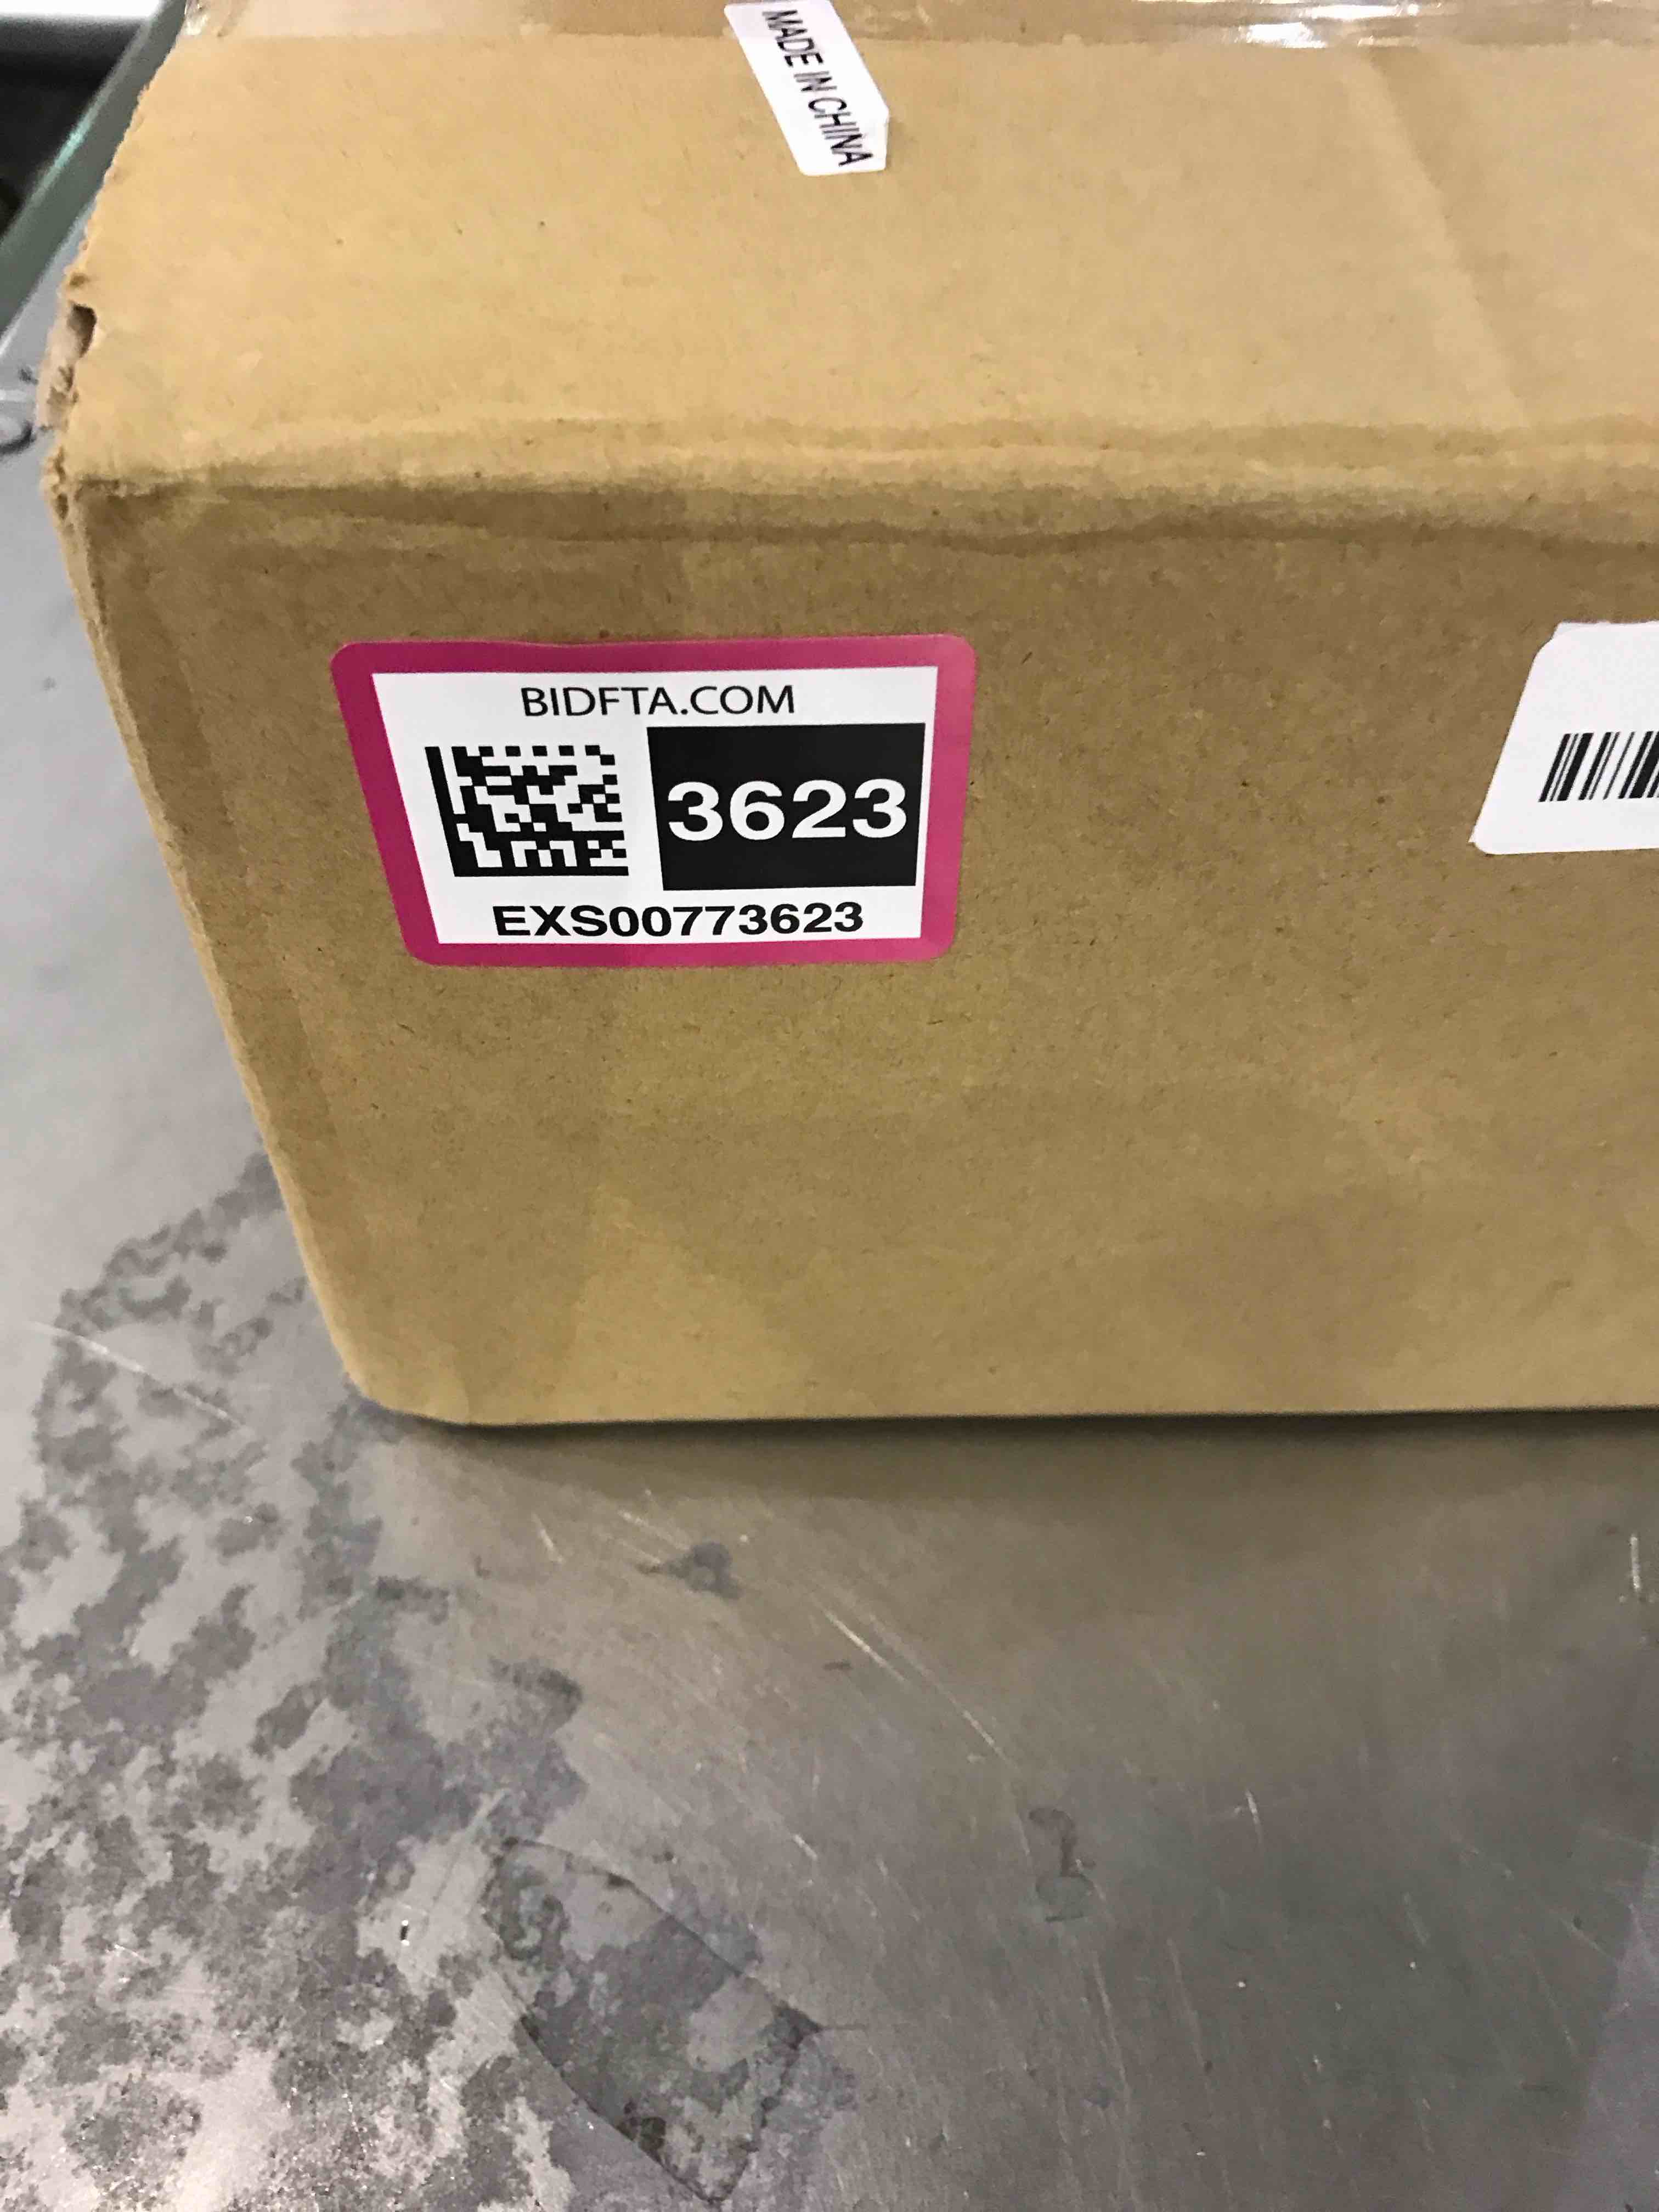 MADE IN CHINA
BIDFTA.COM
3623
EXS00773623